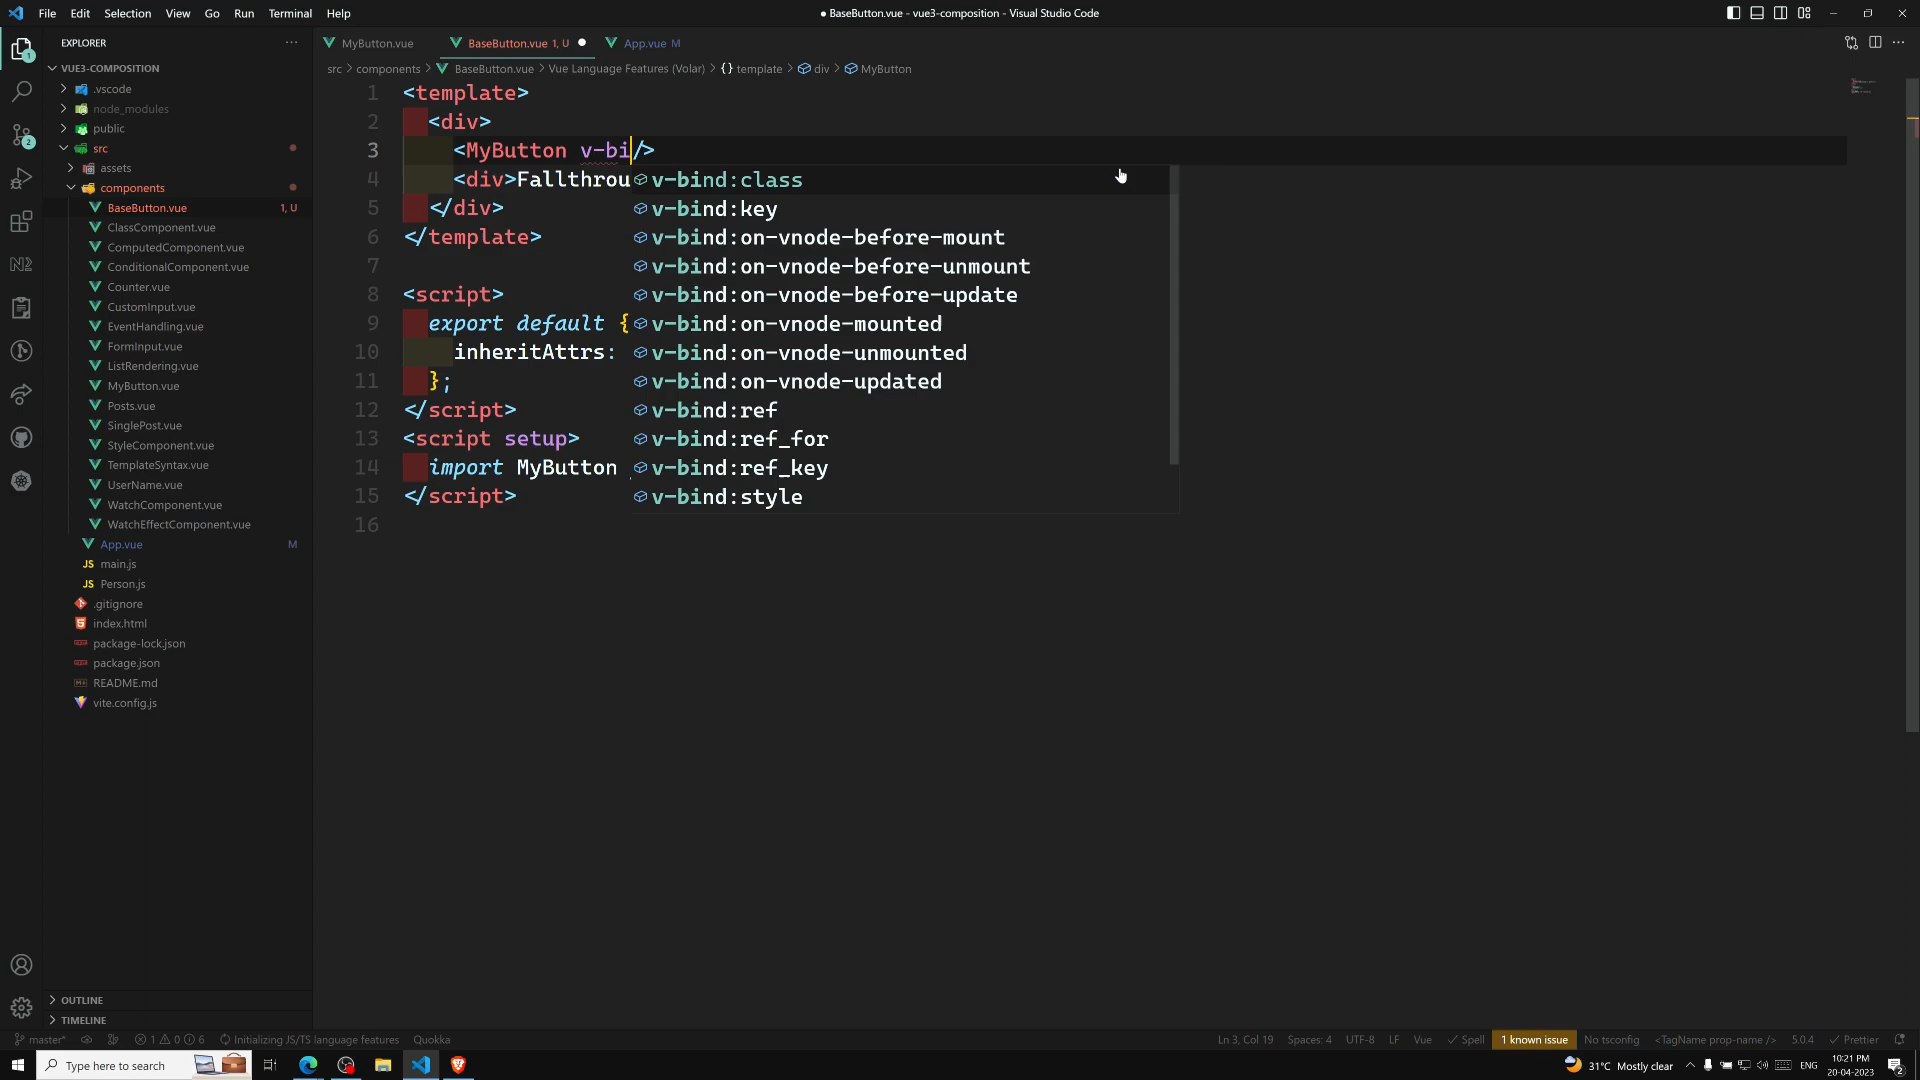 File Edit Selection View Go Run Terminal Help
● BaseButton.vue - vue3-composition - Visual Studio Code
EXPLORER
VUE3-COMPOSITION
.vscode
node_modules
public
src
assets
components
BaseButton.vue 1, U
ClassComponent.vue
ComputedComponent.vue
ConditionalComponent.vue
Counter.vue
CustomInput.vue
EventHandling.vue
FormInput.vue
ListRendering.vue
MyButton.vue
Posts.vue
SinglePost.vue
StyleComponent.vue
TemplateSyntax.vue
UserName.vue
WatchComponent.vue
WatchEffectComponent.vue
App.vue M
main.js
Person.js
.gitignore
index.html
package-lock.json
package.json
README.md
vite.config.js
OUTLINE
TIMELINE
MyButton.vue BaseButton.vue 1, U App.vue M
src > components > BaseButton.vue > Vue Language Features (Volar) > {} template > div > MyButton
1 <template>
2 <div>
3 <MyButton v-bi/>
4 <div>Fallthrou
5 </div>
6 </template>
7
8 <script>
9 export default {
10 inheritAttrs:
11 };
12 </script>
13 <script setup>
14 import MyButton
15 </script>
16
v-bind:class
v-bind:key
v-bind:on-vnode-before-mount
v-bind:on-vnode-before-unmount
v-bind:on-vnode-before-update
v-bind:on-vnode-mounted
v-bind:on-vnode-unmounted
v-bind:on-vnode-updated
v-bind:ref
v-bind:ref_for
v-bind:ref_key
v-bind:style
master* 1 0 6 Initializing JS/TS language features Quokka
Ln 3, Col 19 Spaces: 4 UTF-8 LF Vue Spell 1 known issue No tsconfig <TagName prop-name /> 5.0.4 Prettier
Type here to search
31°C Mostly clear ENG 10:21 PM
20-04-2023 2